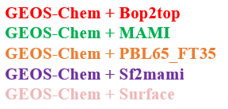 GEOS-Chem + Bop2top
GEOS-Chem + MAMI
GEOS-Chem + PBL65_FT35
GEOS-Chem + Sf2mami
GEOS-Chem + Surface